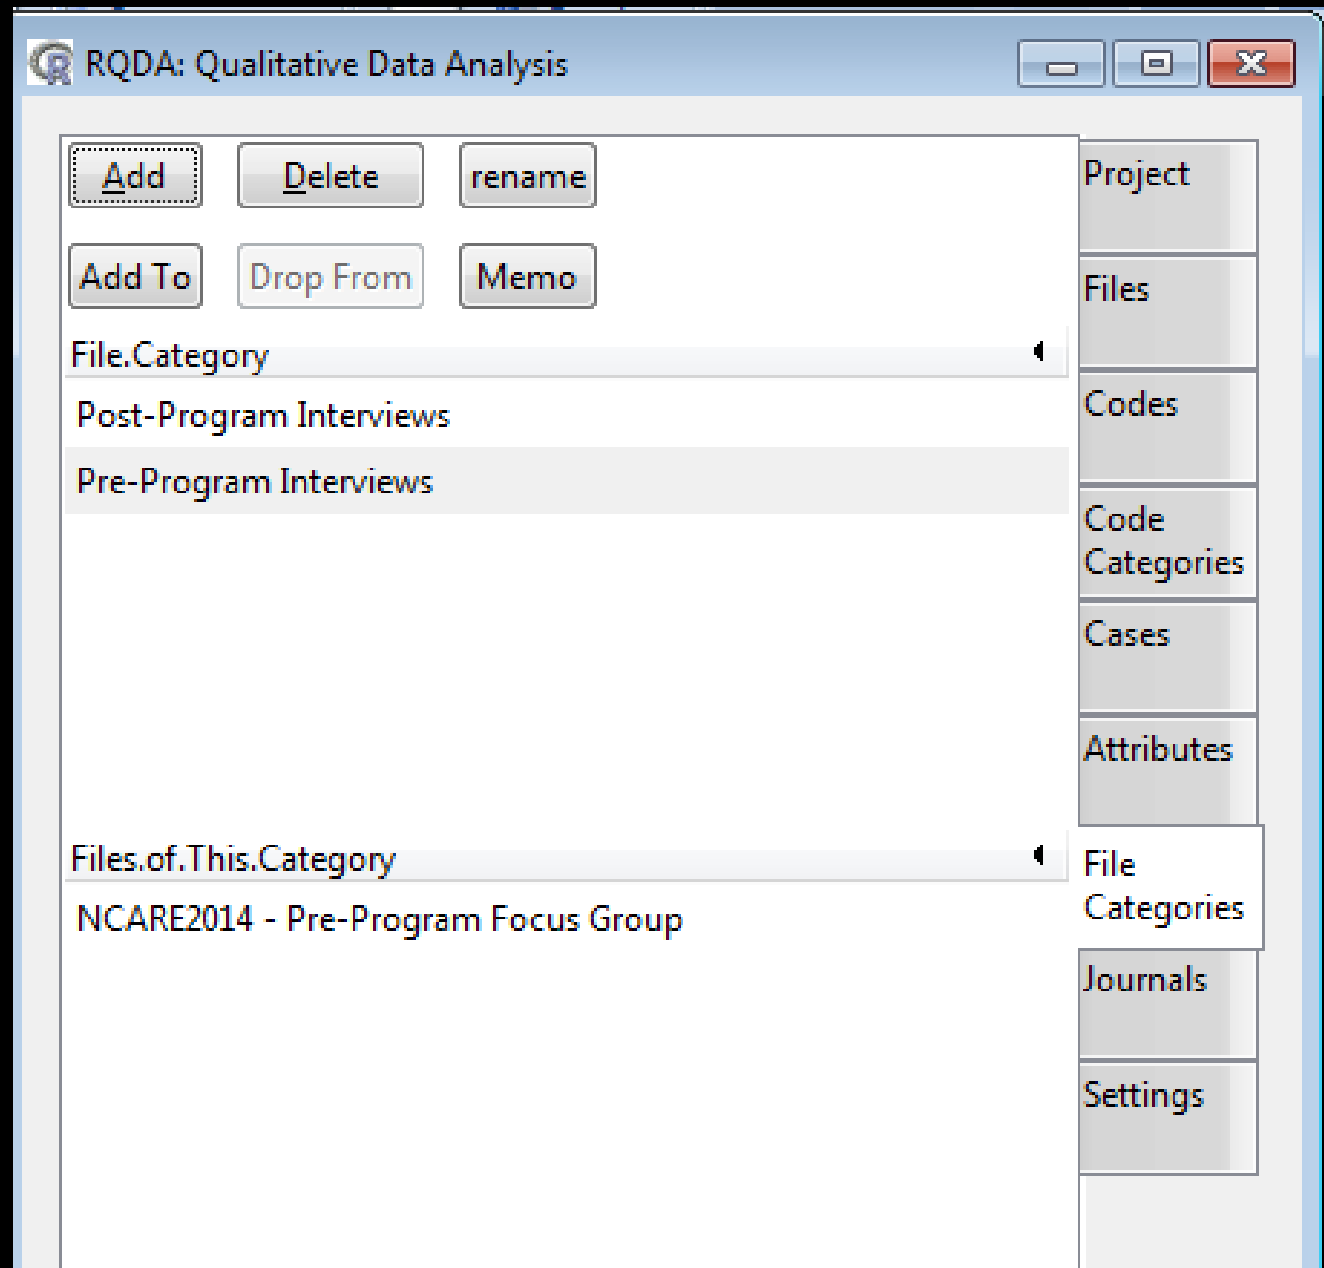 RQDA: Qualitative Data Analysis
Add Delete rename
Add To Drop From Memo
File.Category
Post-Program Interviews
Pre-Program Interviews
Files.of.This.Category
NCARE2014 - Pre-Program Focus Group
Project
Files
Codes
Code
Categories
Cases
Attributes
File
Categories
Journals
Settings